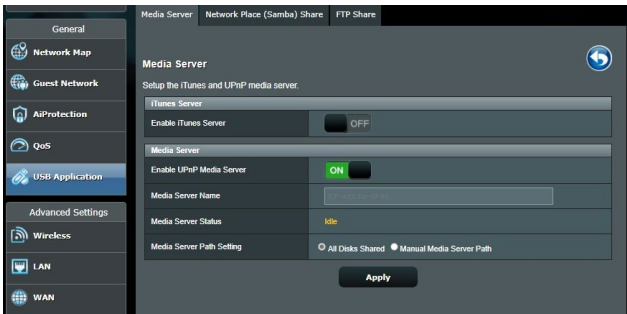 General
Network Map
Guest Network
AiProtection
QoS
USB Application
Advanced Settings
Wireless
LAN
WAN
Media Server
Network Place (Samba) Share
FTP Share
Media Server
Setup the iTunes and UPnP media server.
iTunes Server
Enable iTunes Server
OFF
Media Server
Enable UPnP Media Server
ON
Media Server Name
Media Server Status
Idle
Media Server Path Setting
All Disks Shared
Manual Media Server Path
Apply